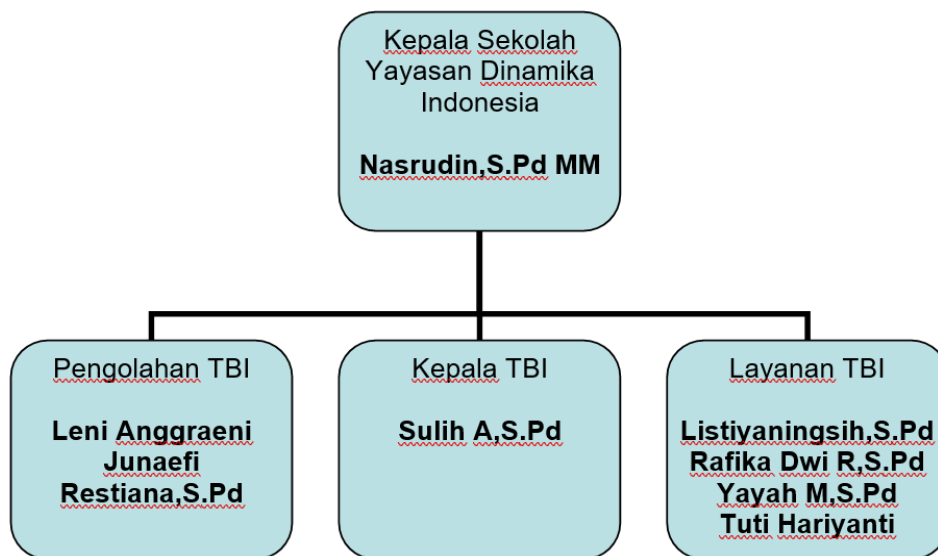 Kepala Sekolah
Yayasan Dinamika
Indonesia
Nasrudin,S.Pd MM
Pengolahan TBI
Leni Anggraeni
Junaefi
Restiana,S.Pd
Kepala TBI
Sulih A,S.Pd
Layanan TBI
Listiyaningsih,S.Pd
Rafika Dwi R,S.Pd
Yayah M,S.Pd
Tuti Hariyanti